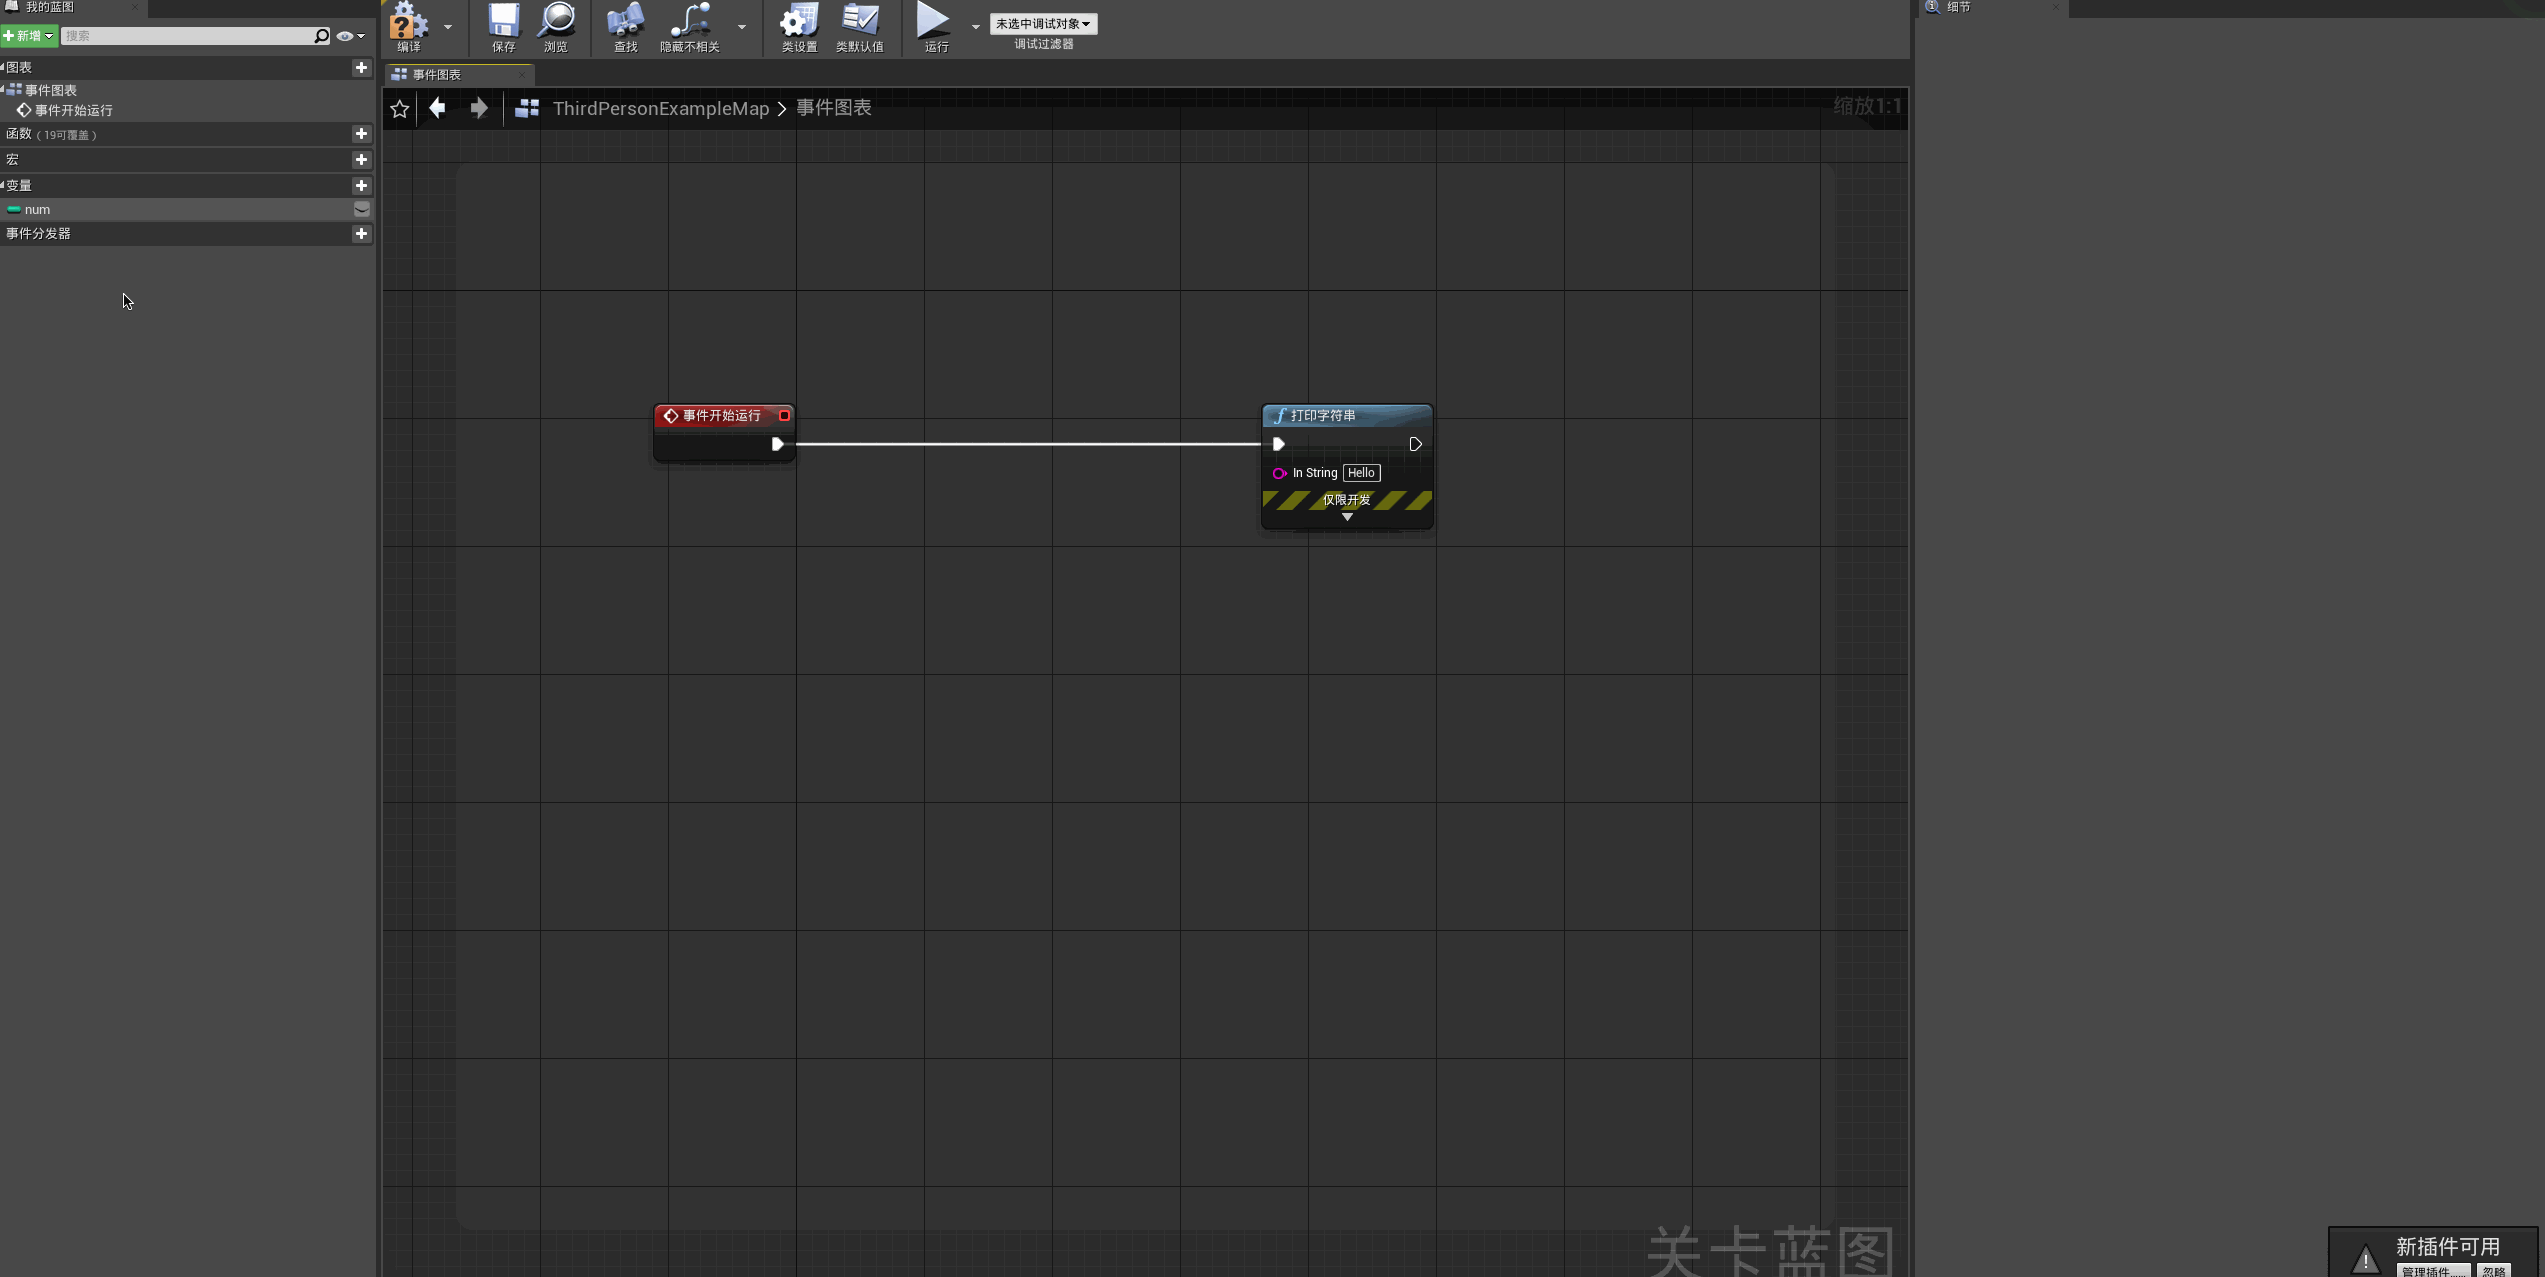 我的蓝图
新增
搜索
图表
事件图表
事件开始运行
函数（19可覆盖）
宏
变量
num
事件分发器
编译
保存
浏览
查找
隐藏不相关
类设置
类默认值
运行
未选中调试对象
调试过滤器
事件图表
ThirdPersonExampleMap > 事件图表
缩放1:1
事件开始运行
打印字符串
In String Hello
仅限开发
关卡蓝图
细节
新插件可用
管理插件……
忽略